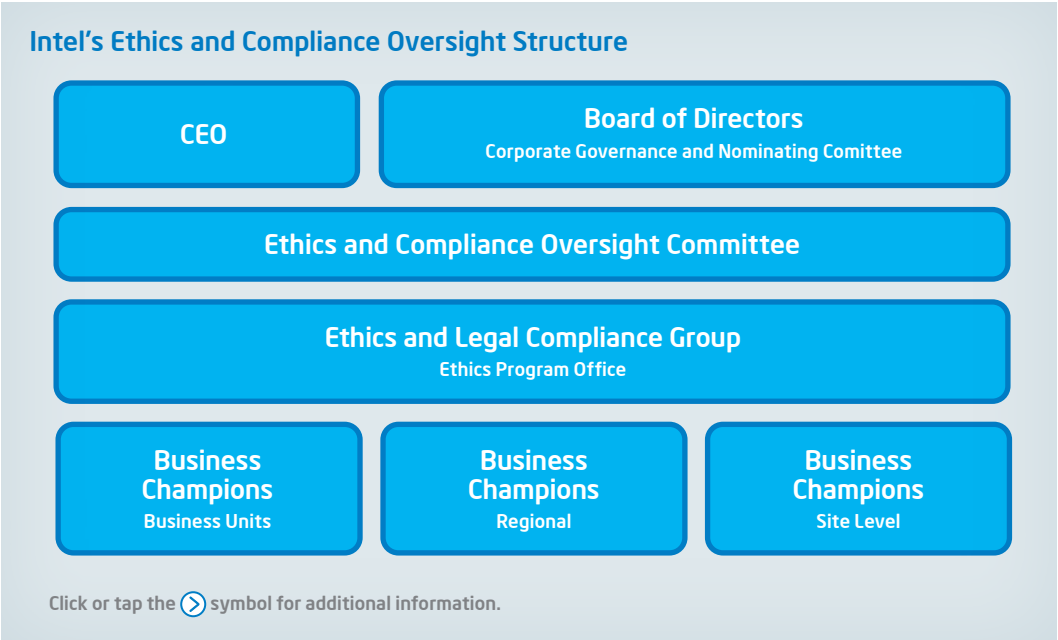 Intel's Ethics and Compliance Oversight Structure
CEO
Board of Directors
Corporate Governance and Nominating Comittee
Ethics and Compliance Oversight Committee
Ethics and Legal Compliance Group
Ethics Program Office
Business
Champions
Business Units
Business
Champions
Regional
Business
Champions
Site Level
Click or tap the symbol for additional information.